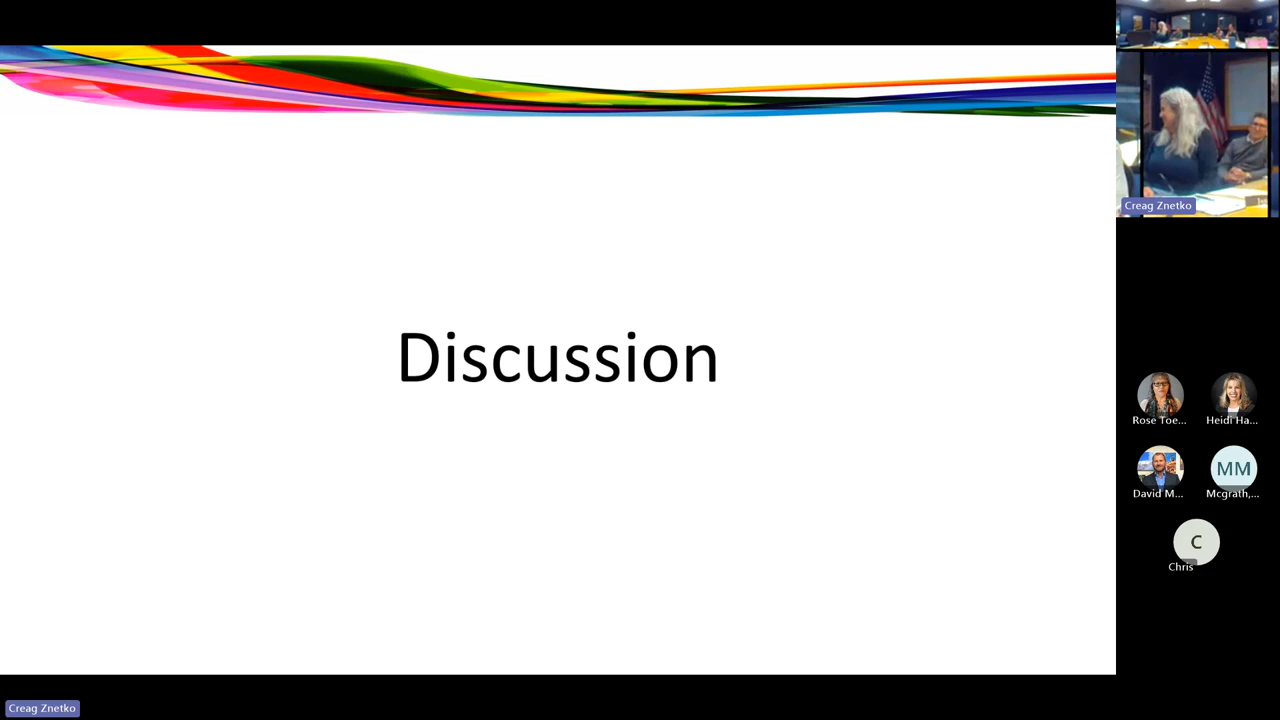 Discussion
Creag Znetko
Rose Toe...
Heidi Ha...
David M...
MM
Mcgrath,...
C
Chris
Creag Znetko